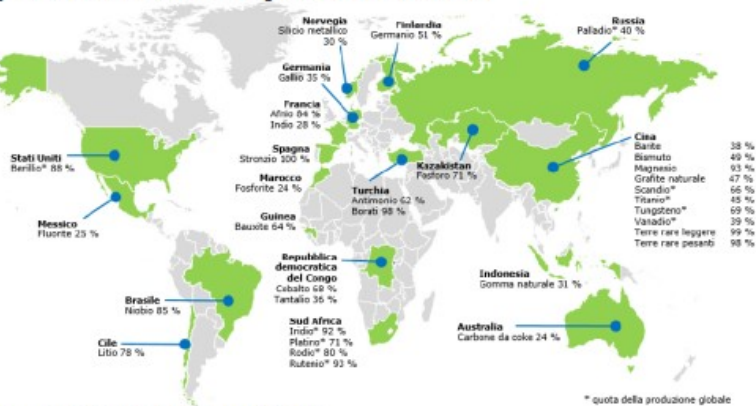 Norvegia
Silicio metallico
30 %
Finlandia
Germanio 51 %
Russia
Palladio* 40 %
Germania
Gallio 35 %
Francia
Afnio 84 %
Indio 28 %
Spagna
Stronzio 100 %
Marocco
Fosforite 24 %
Kazakistan
Fosforo 71 %
Turchia
Antimonio 62 %
Borati 98 %
Cina
Barite 38 %
Bismuto 49 %
Magnesio 93 %
Grafite naturale 47 %
Scandio* 66 %
Titanio* 45 %
Tungsteno* 69 %
Vanadio* 39 %
Terre rare leggere 99 %
Terre rare pesanti 98 %
Stati Uniti
Berillio* 88 %
Messico
Fluorite 25 %
Guinea
Bauxite 64 %
Repubblica
democratica
del Congo
Cobalto 68 %
Tantalio 36 %
Indonesia
Gomma naturale 31 %
Brasile
Niobio 85 %
Sud Africa
Iridio* 92 %
Platino* 71 %
Rodio* 80 %
Rutenio* 93 %
Australia
Carbone da coke 24 %
Cile
Litio 78 %
* quota della produzione globale